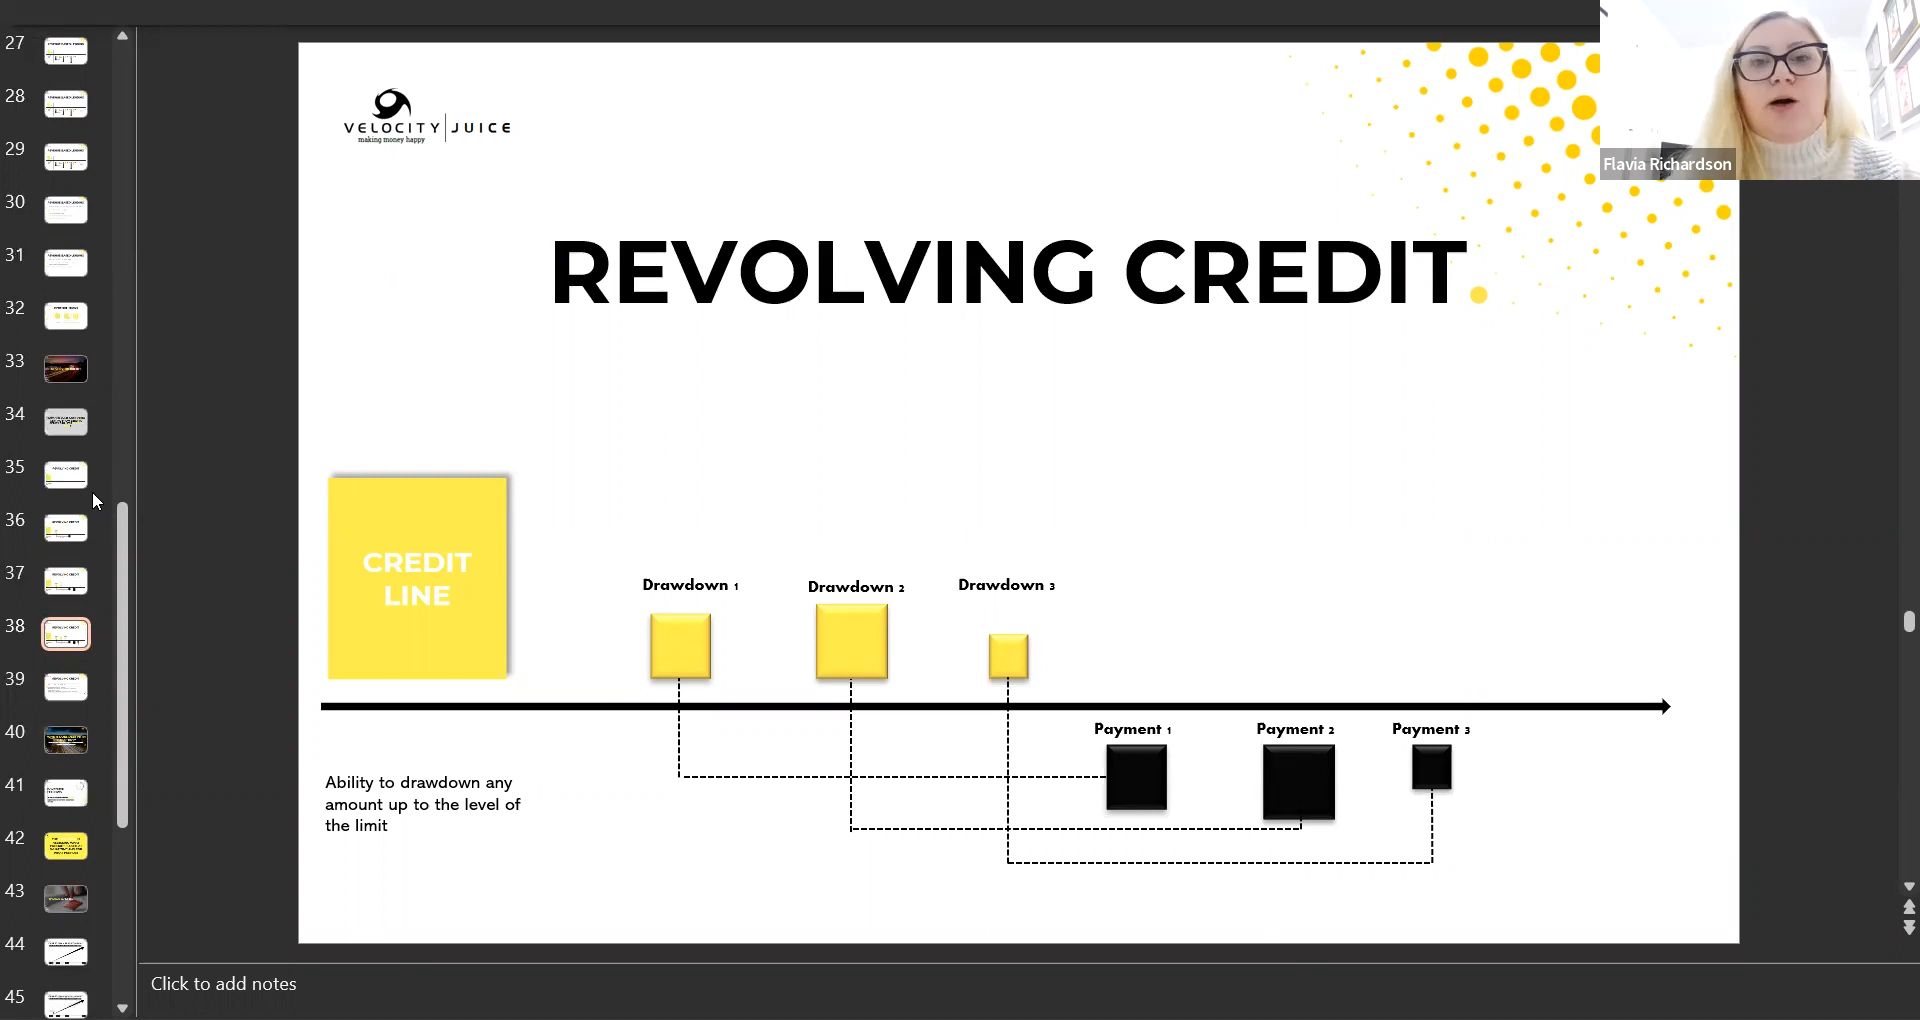 27
28
29
30
31
32
33
34
35
36
37
38
39
40
41
42
43
44
45
VELOCITY JUICE
making money happy
Flavia Richardson
REVOLVING CREDIT
CREDIT
LINE
Drawdown 1
Drawdown 2
Drawdown 3
Payment 1
Payment 2
Payment 3
Ability to drawdown any
amount up to the level of
the limit
Click to add notes